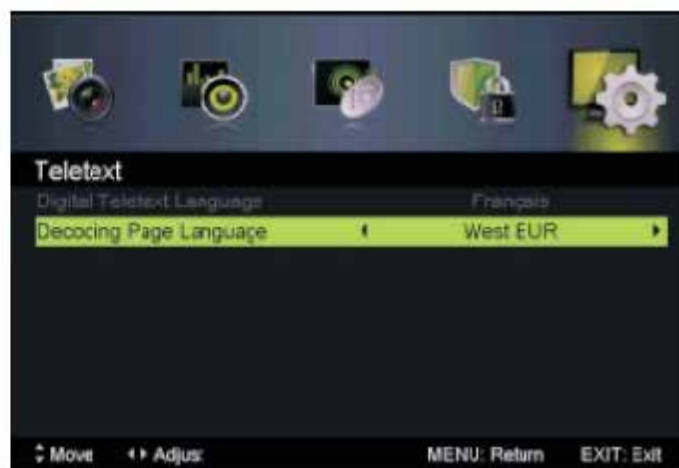 Teletext
Digital Teletext Language Français
Decocing Page Language West EUR
Move Adjus:
MENU: Return EXIT: Exit